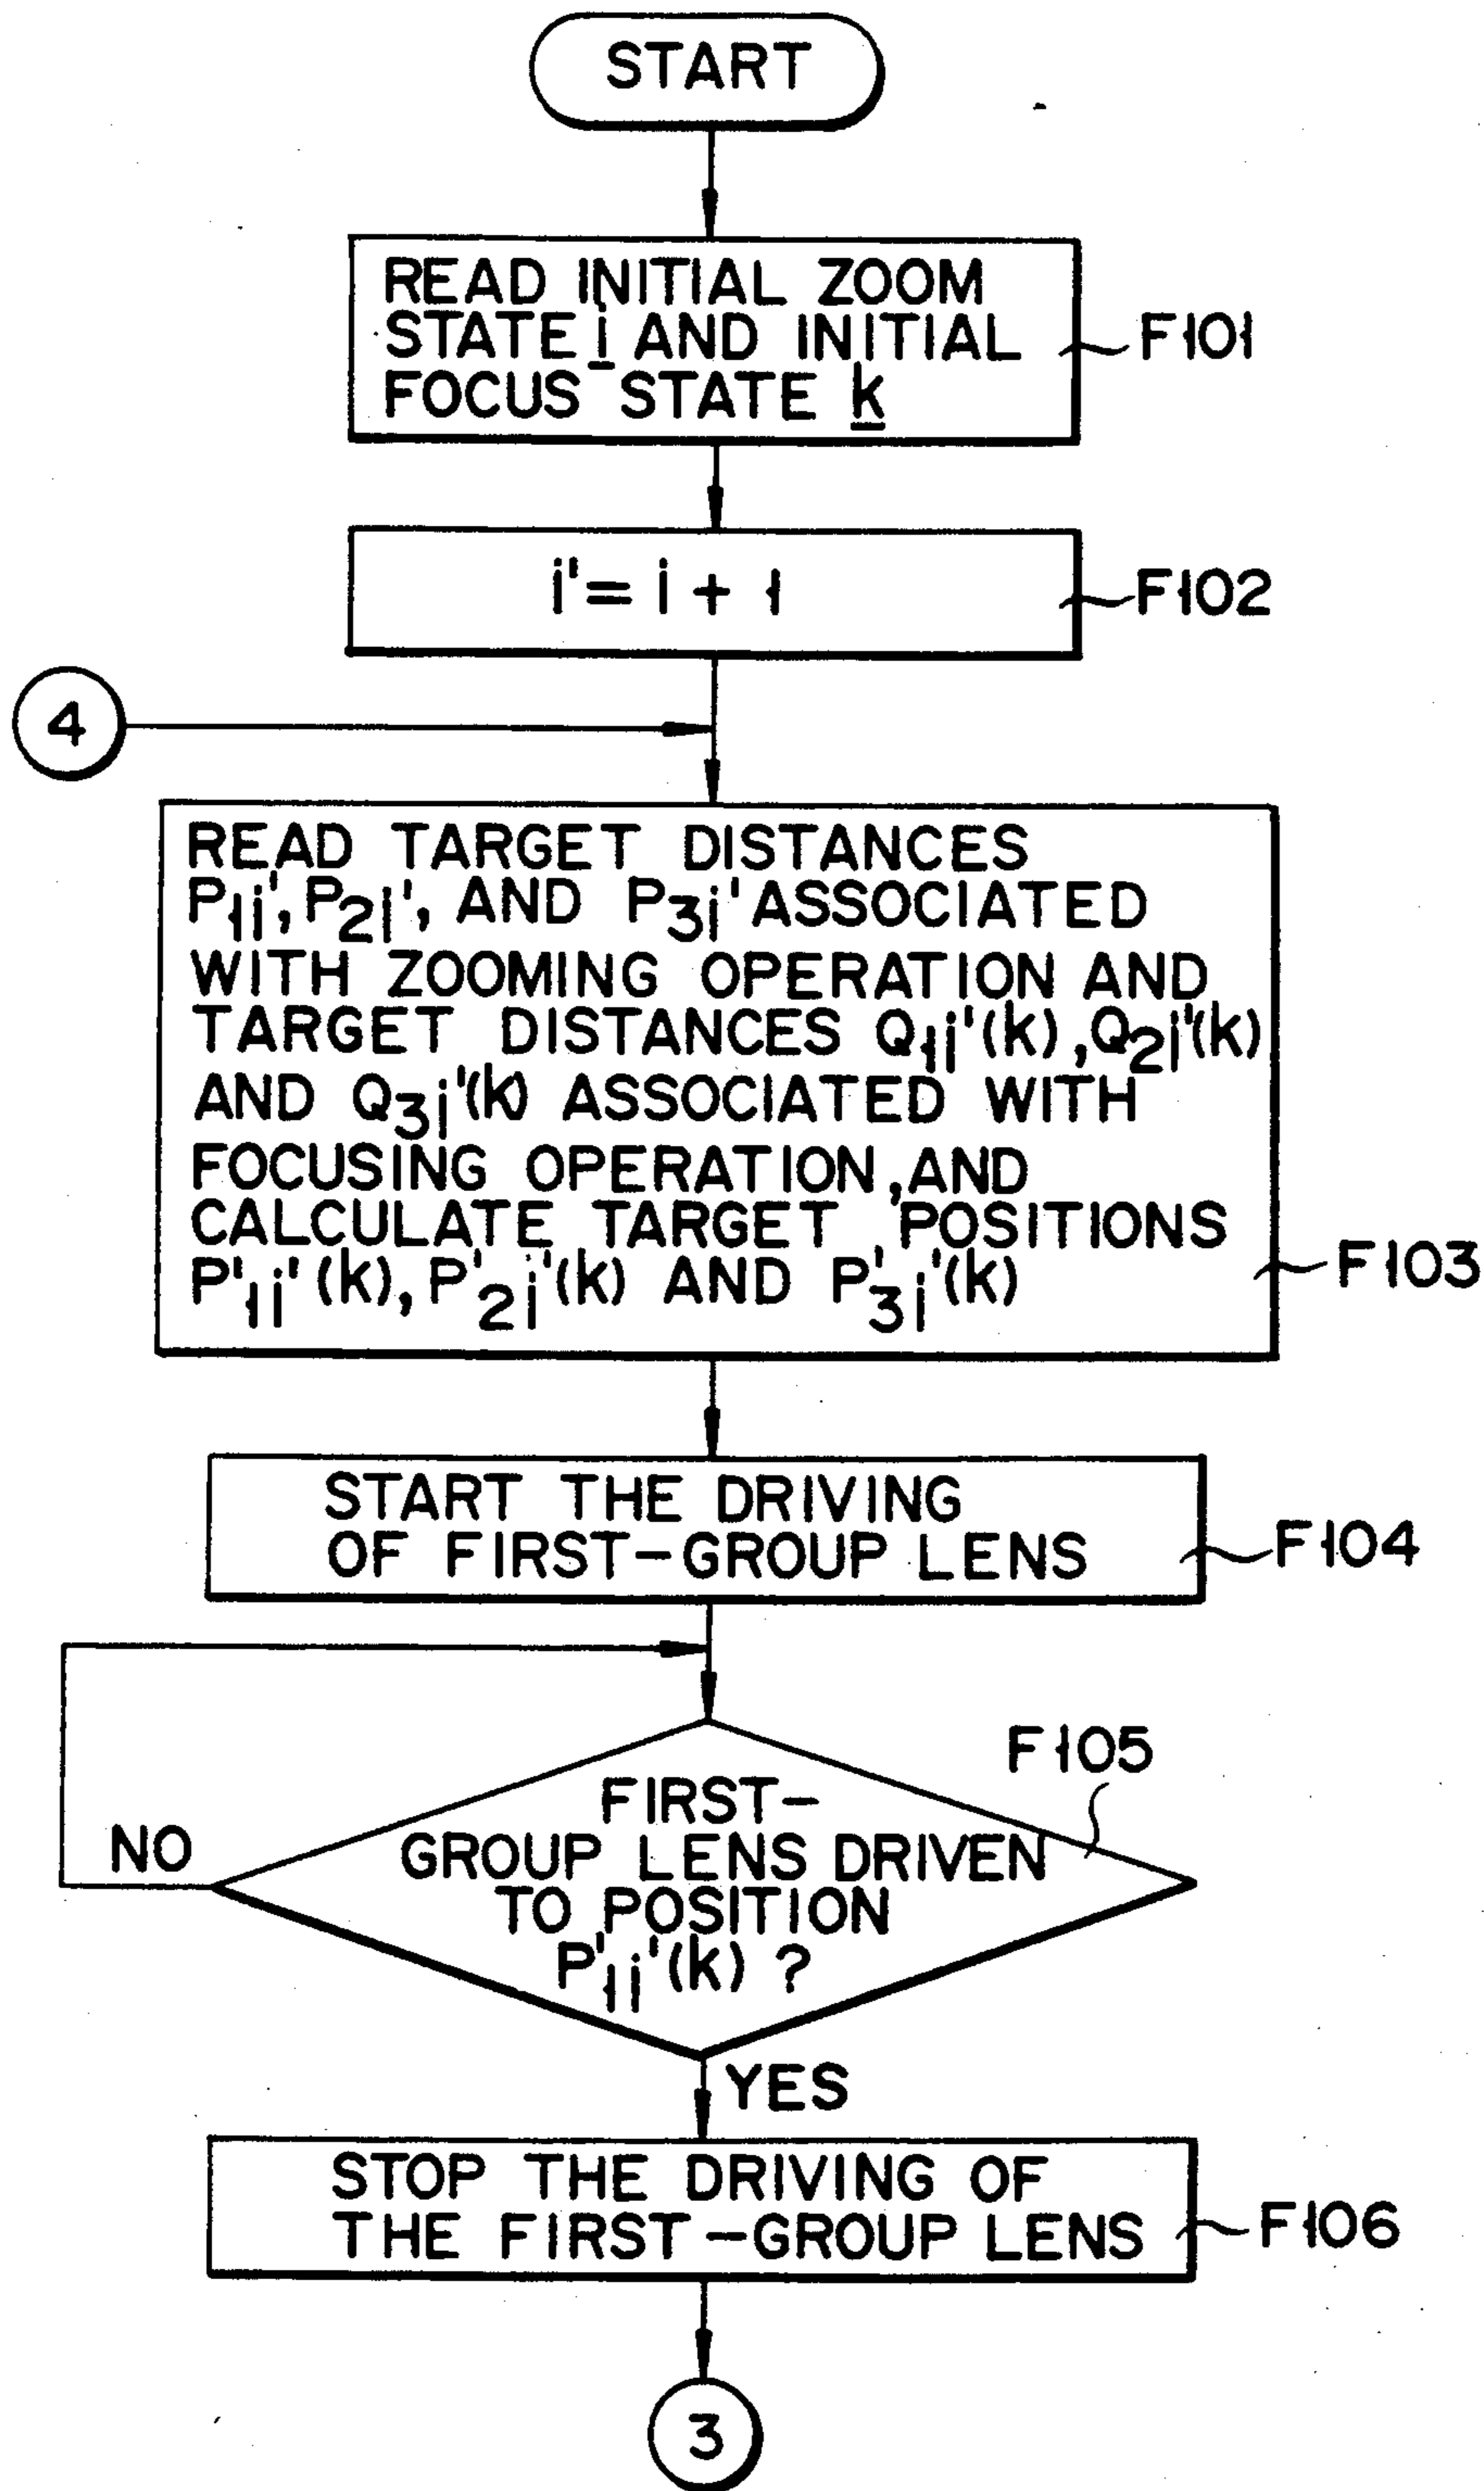 START
READ INITIAL ZOOM
STATE i AND INITIAL
FOCUS STATE k
F101
i' = i + 1
F102
4
READ TARGET DISTANCES
P1i', P2i', AND P3i' ASSOCIATED
WITH ZOOMING OPERATION AND
TARGET DISTANCES Q1i'(k), Q2i'(k)
AND Q3i'(k) ASSOCIATED WITH
FOCUSING OPERATION, AND
CALCULATE TARGET POSITIONS
P'1i'(k), P'2i'(k) AND P'3i'(k)
F103
START THE DRIVING
OF FIRST-GROUP LENS
F104
F105
FIRST-
GROUP LENS DRIVEN
TO POSITION
P'1i'(k) ?
NO
YES
STOP THE DRIVING OF
THE FIRST-GROUP LENS
F106
3